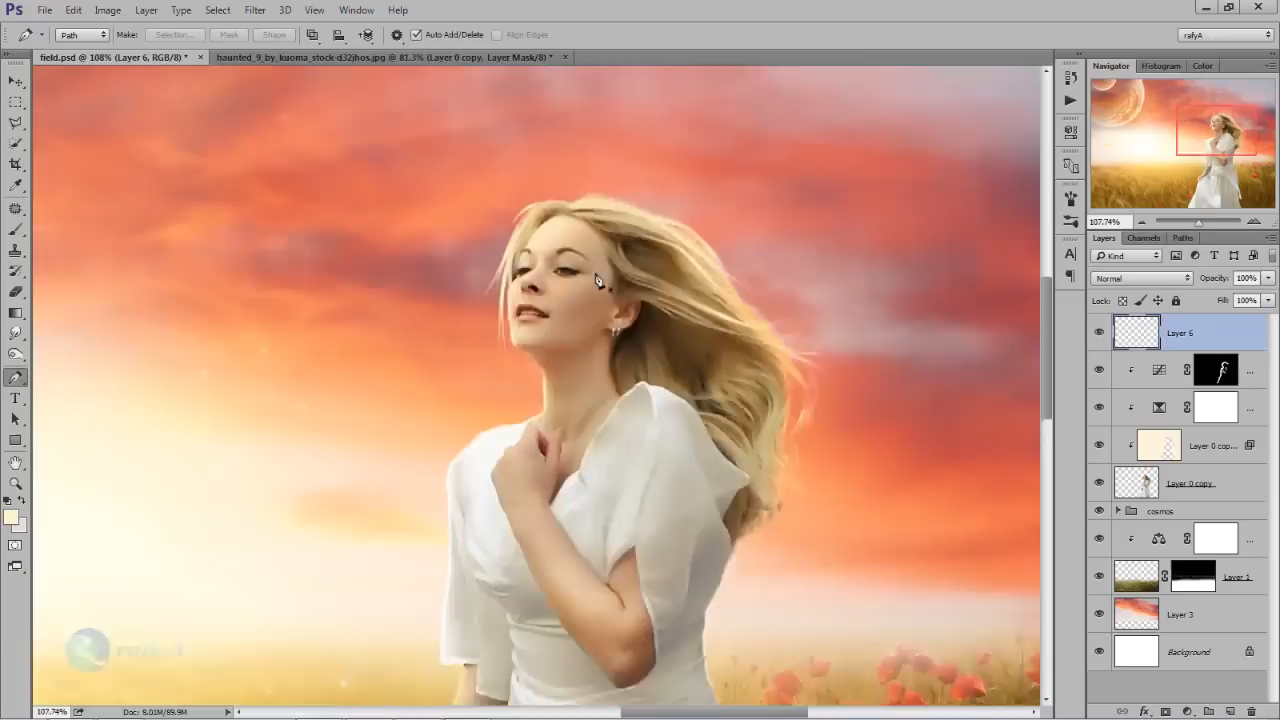 Ps File Edit Image Layer Type Select Filter 3D View Window Help
Path Make: Selection... Mask Shape Auto Add/Delete Align Edges rafyA
field.psd @ 108% (Layer 6, RGB/8) * × haunted_9_by_kuoma_stock-d32jhos.jpg @ 81.3% (Layer 0 copy, Layer Mask/8) * ×
Navigator Histogram Color
107.74%
Layers Channels Paths
Kind
Normal Opacity: 100%
Lock: Fill: 100%
Layer 6
...
...
Layer 0 cop...
Layer 0 copy
cosmos
...
Layer 1
Layer 3
Background
107.74% Doc: 8.01M/89.9M